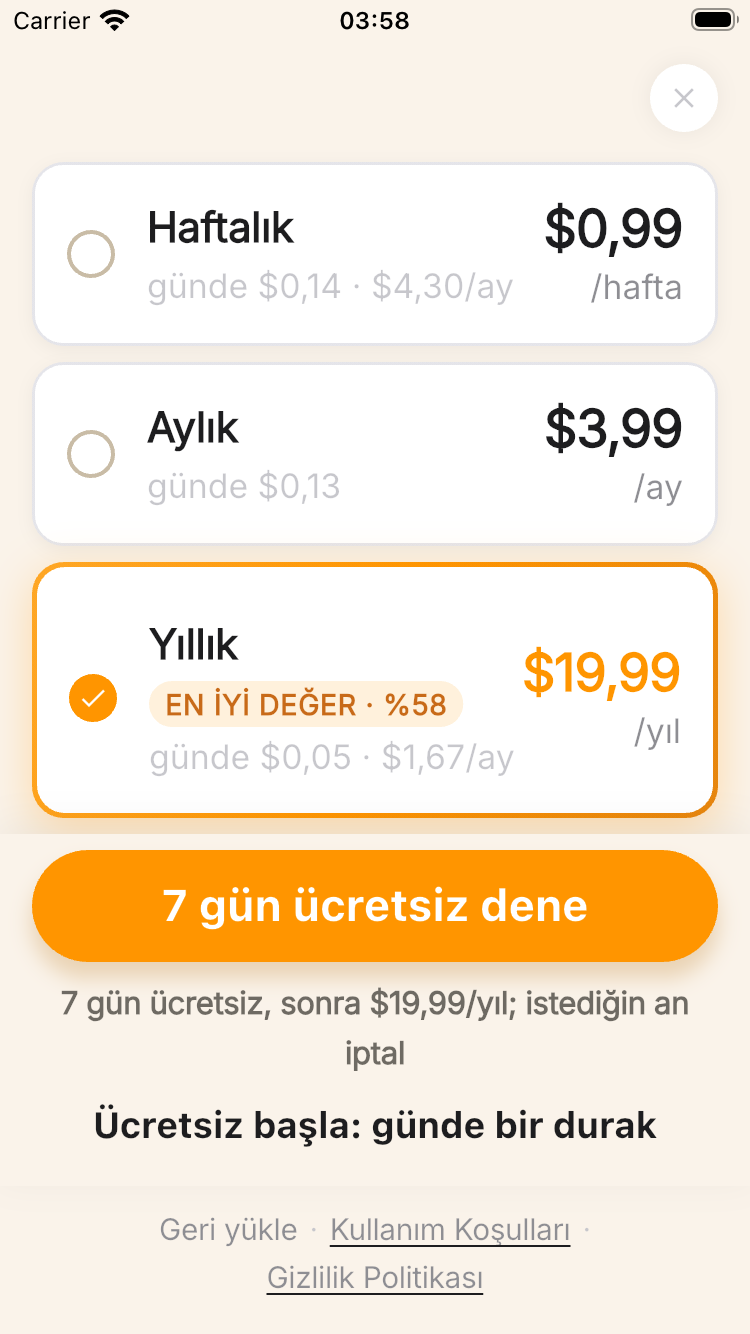 Carrier
03:58
Haftalık
$0,99
günde $0,14 · $4,30/ay
/hafta
Aylık
$3,99
günde $0,13
/ay
Yıllık
EN İYİ DEĞER · %58
$19,99
günde $0,05 · $1,67/ay
/yıl
7 gün ücretsiz dene
7 gün ücretsiz, sonra $19,99/yıl; istediğin an
iptal
Ücretsiz başla: günde bir durak
Geri yükle · Kullanım Koşulları ·
Gizlilik Politikası